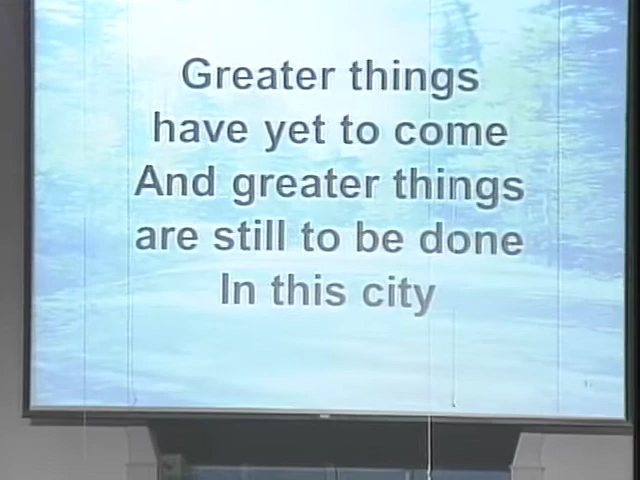 Greater things
have yet to come
And greater things
are still to be done
In this city